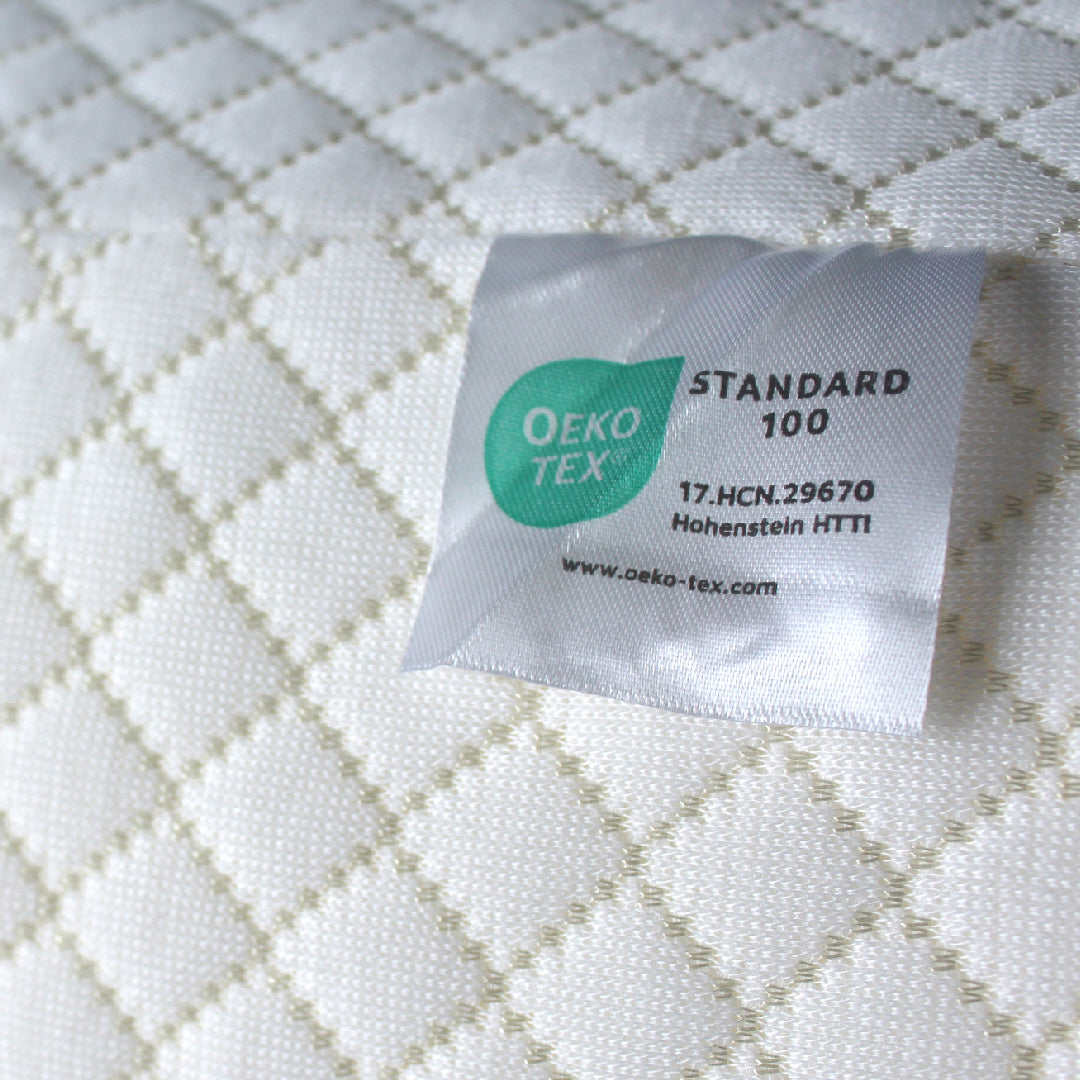 OEKO
TEX®
STANDARD
100
17.HCN.29670
Hohenstein HTTI
www.oeko-tex.com